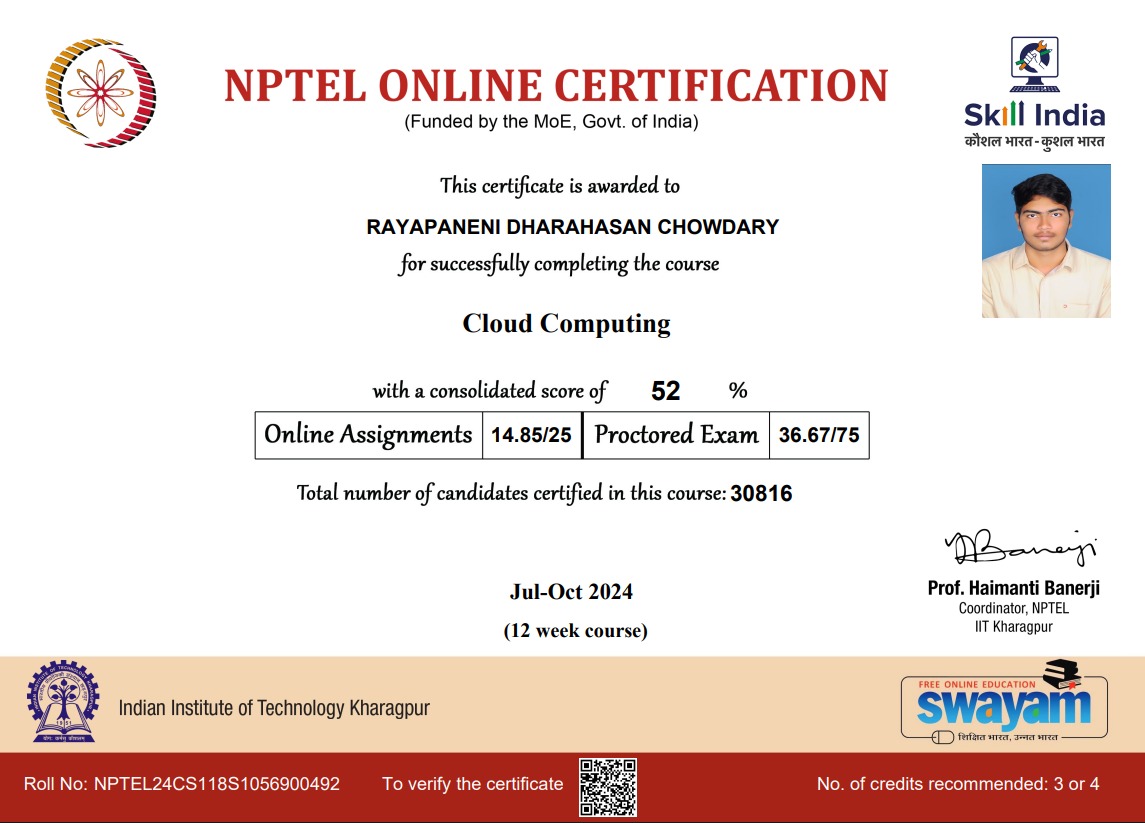 NPTEL ONLINE CERTIFICATION
(Funded by the MoE, Govt. of India)
Skill India
कौशल भारत - कुशल भारत
This certificate is awarded to
RAYAPANENI DHARAHASAN CHOWDARY
for successfully completing the course
Cloud Computing
with a consolidated score of 52 %
Online Assignments 14.85/25 Proctored Exam 36.67/75
Total number of candidates certified in this course: 30816
Prof. Haimanti Banerji
Coordinator, NPTEL
IIT Kharagpur
Jul-Oct 2024
(12 week course)
Indian Institute of Technology Kharagpur
FREE ONLINE EDUCATION
swayam
शिक्षित भारत, उन्नत भारत
Roll No: NPTEL24CS118S1056900492 To verify the certificate No. of credits recommended: 3 or 4